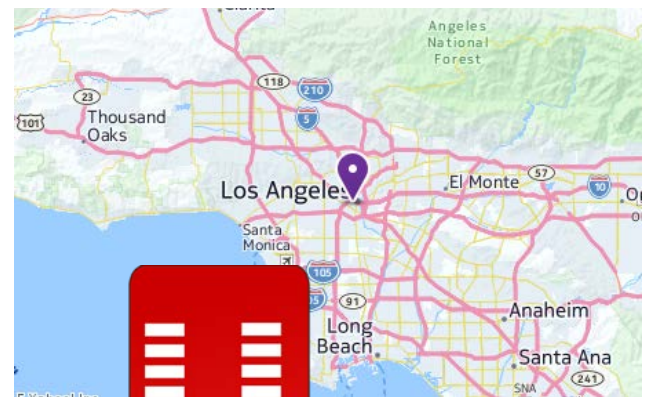 Angeles
National
Forest
118
210
23
5
101
Thousand
Oaks
57
Los Angeles
El Monte
10
Santa
Monica
105
91
Anaheim
Long
Beach
Santa Ana
SNA
241